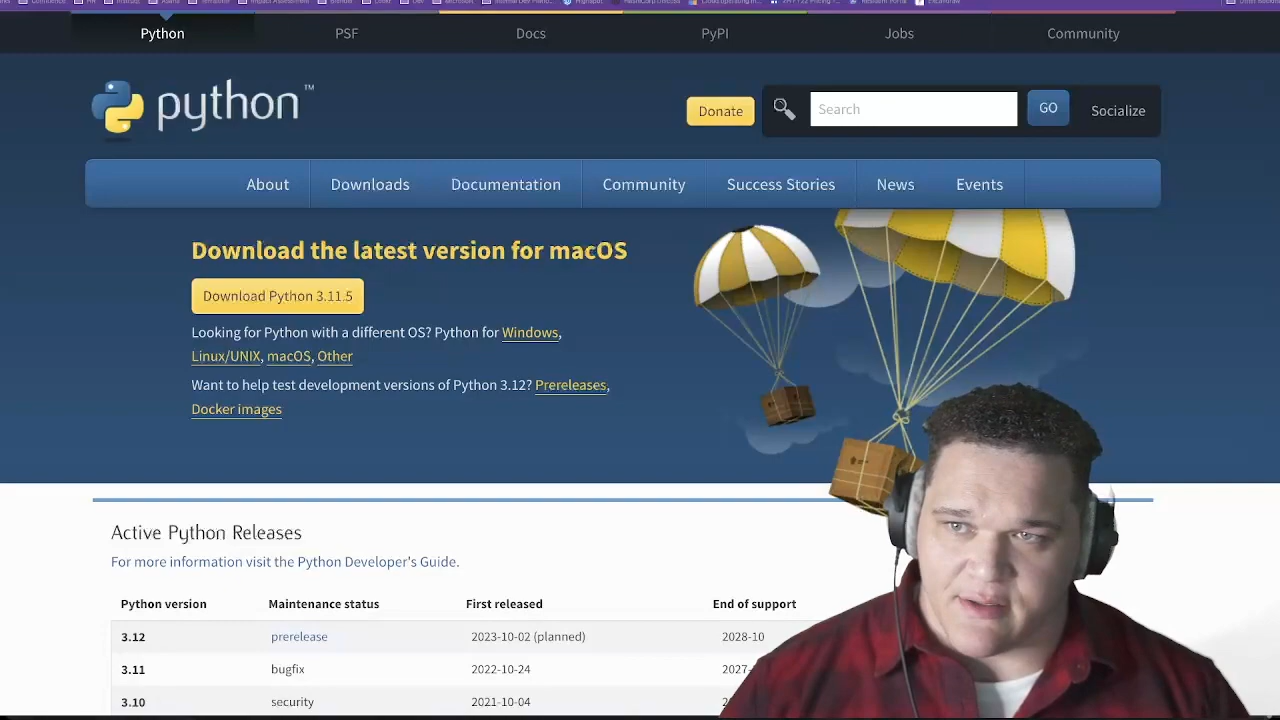 Python
PSF
Docs
PyPI
Jobs
Community
python™
Donate
Search
GO
Socialize
About
Downloads
Documentation
Community
Success Stories
News
Events
Download the latest version for macOS
Download Python 3.11.5
Looking for Python with a different OS? Python for Windows,
Linux/UNIX, macOS, Other
Want to help test development versions of Python 3.12? Prereleases,
Docker images
Active Python Releases
For more information visit the Python Developer's Guide.
Python version Maintenance status First released End of support
3.12 prerelease 2023-10-02 (planned) 2028-10
3.11 bugfix 2022-10-24 2027-
3.10 security 2021-10-04